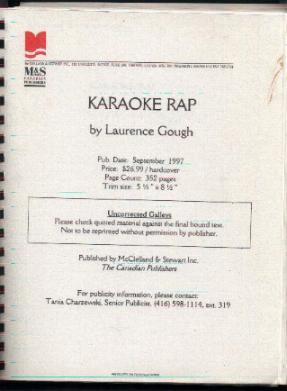 M&S
KARAOKE RAP
by Laurence Gough
Pub. Date: September 1997
Price: $26.99 / hardcover
Page Count: 352 pages
Trim size: 5 ½" x 8 ½"
Uncorrected Galleys
Please check quoted material against the final bound text.
Not to be reprinted without permission by publisher.
Published by McClelland & Stewart Inc.
The Canadian Publishers
For publicity information, please contact:
Tania Charzewski, Senior Publicist, (416) 598-1114, ext. 319